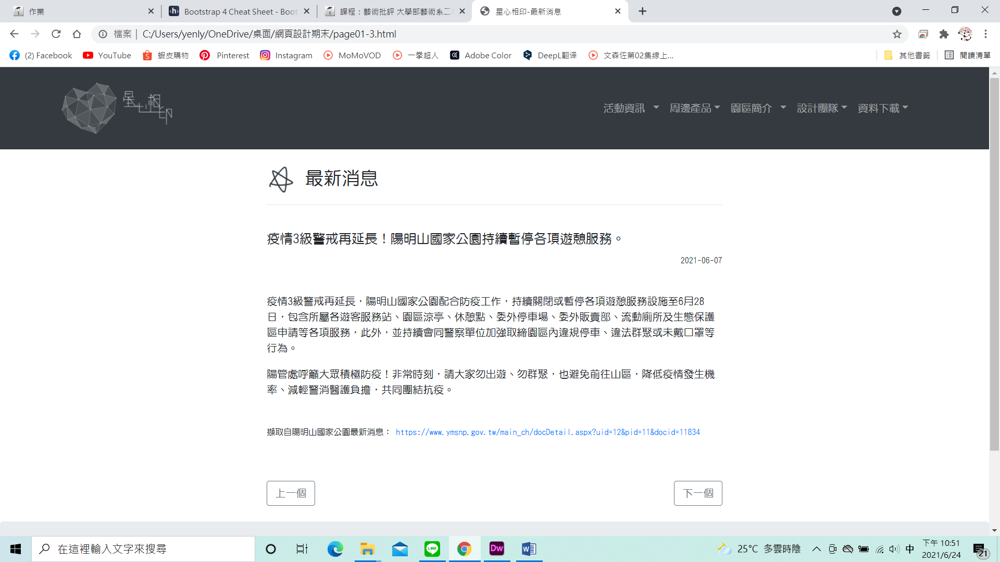 作業
Bootstrap 4 Cheat Sheet - Boot
課程：藝術批評 大學部藝術系二
星心相印-最新消息
檔案 | C:/Users/yenly/OneDrive/桌面/網頁設計期末/page01-3.html
(2) Facebook YouTube 蝦皮購物 Pinterest Instagram MoMoVOD 一拳超人 Adobe Color DeepL翻译 文森佐第02集線上... 其他書籤 閱讀清單
星心相印
活動資訊 周邊產品 園區簡介 設計團隊 資料下載
最新消息
疫情3級警戒再延長！陽明山國家公園持續暫停各項遊憩服務。
2021-06-07
疫情3級警戒再延長，陽明山國家公園配合防疫工作，持續關閉或暫停各項遊憩服務設施至6月28
日，包含所屬各遊客服務站、園區涼亭、休憩點、委外停車場、委外販賣部、流動廁所及生態保護
區申請等各項服務，此外，並持續會同警察單位加強取締園區內違規停車、違法群聚或未戴口罩等
行為。
陽管處呼籲大眾積極防疫！非常時刻，請大家勿出遊、勿群聚，也避免前往山區，降低疫情發生機
率、減輕警消醫護負擔，共同團結抗疫。
擷取自陽明山國家公園最新消息： https://www.ymsnp.gov.tw/main_ch/docDetail.aspx?uid=12&pid=11&docid=11834
上一個
下一個
在這裡輸入文字來搜尋
LINE
Dw
25°C 多雲時陰
中
下午 10:51
2021/6/24
21